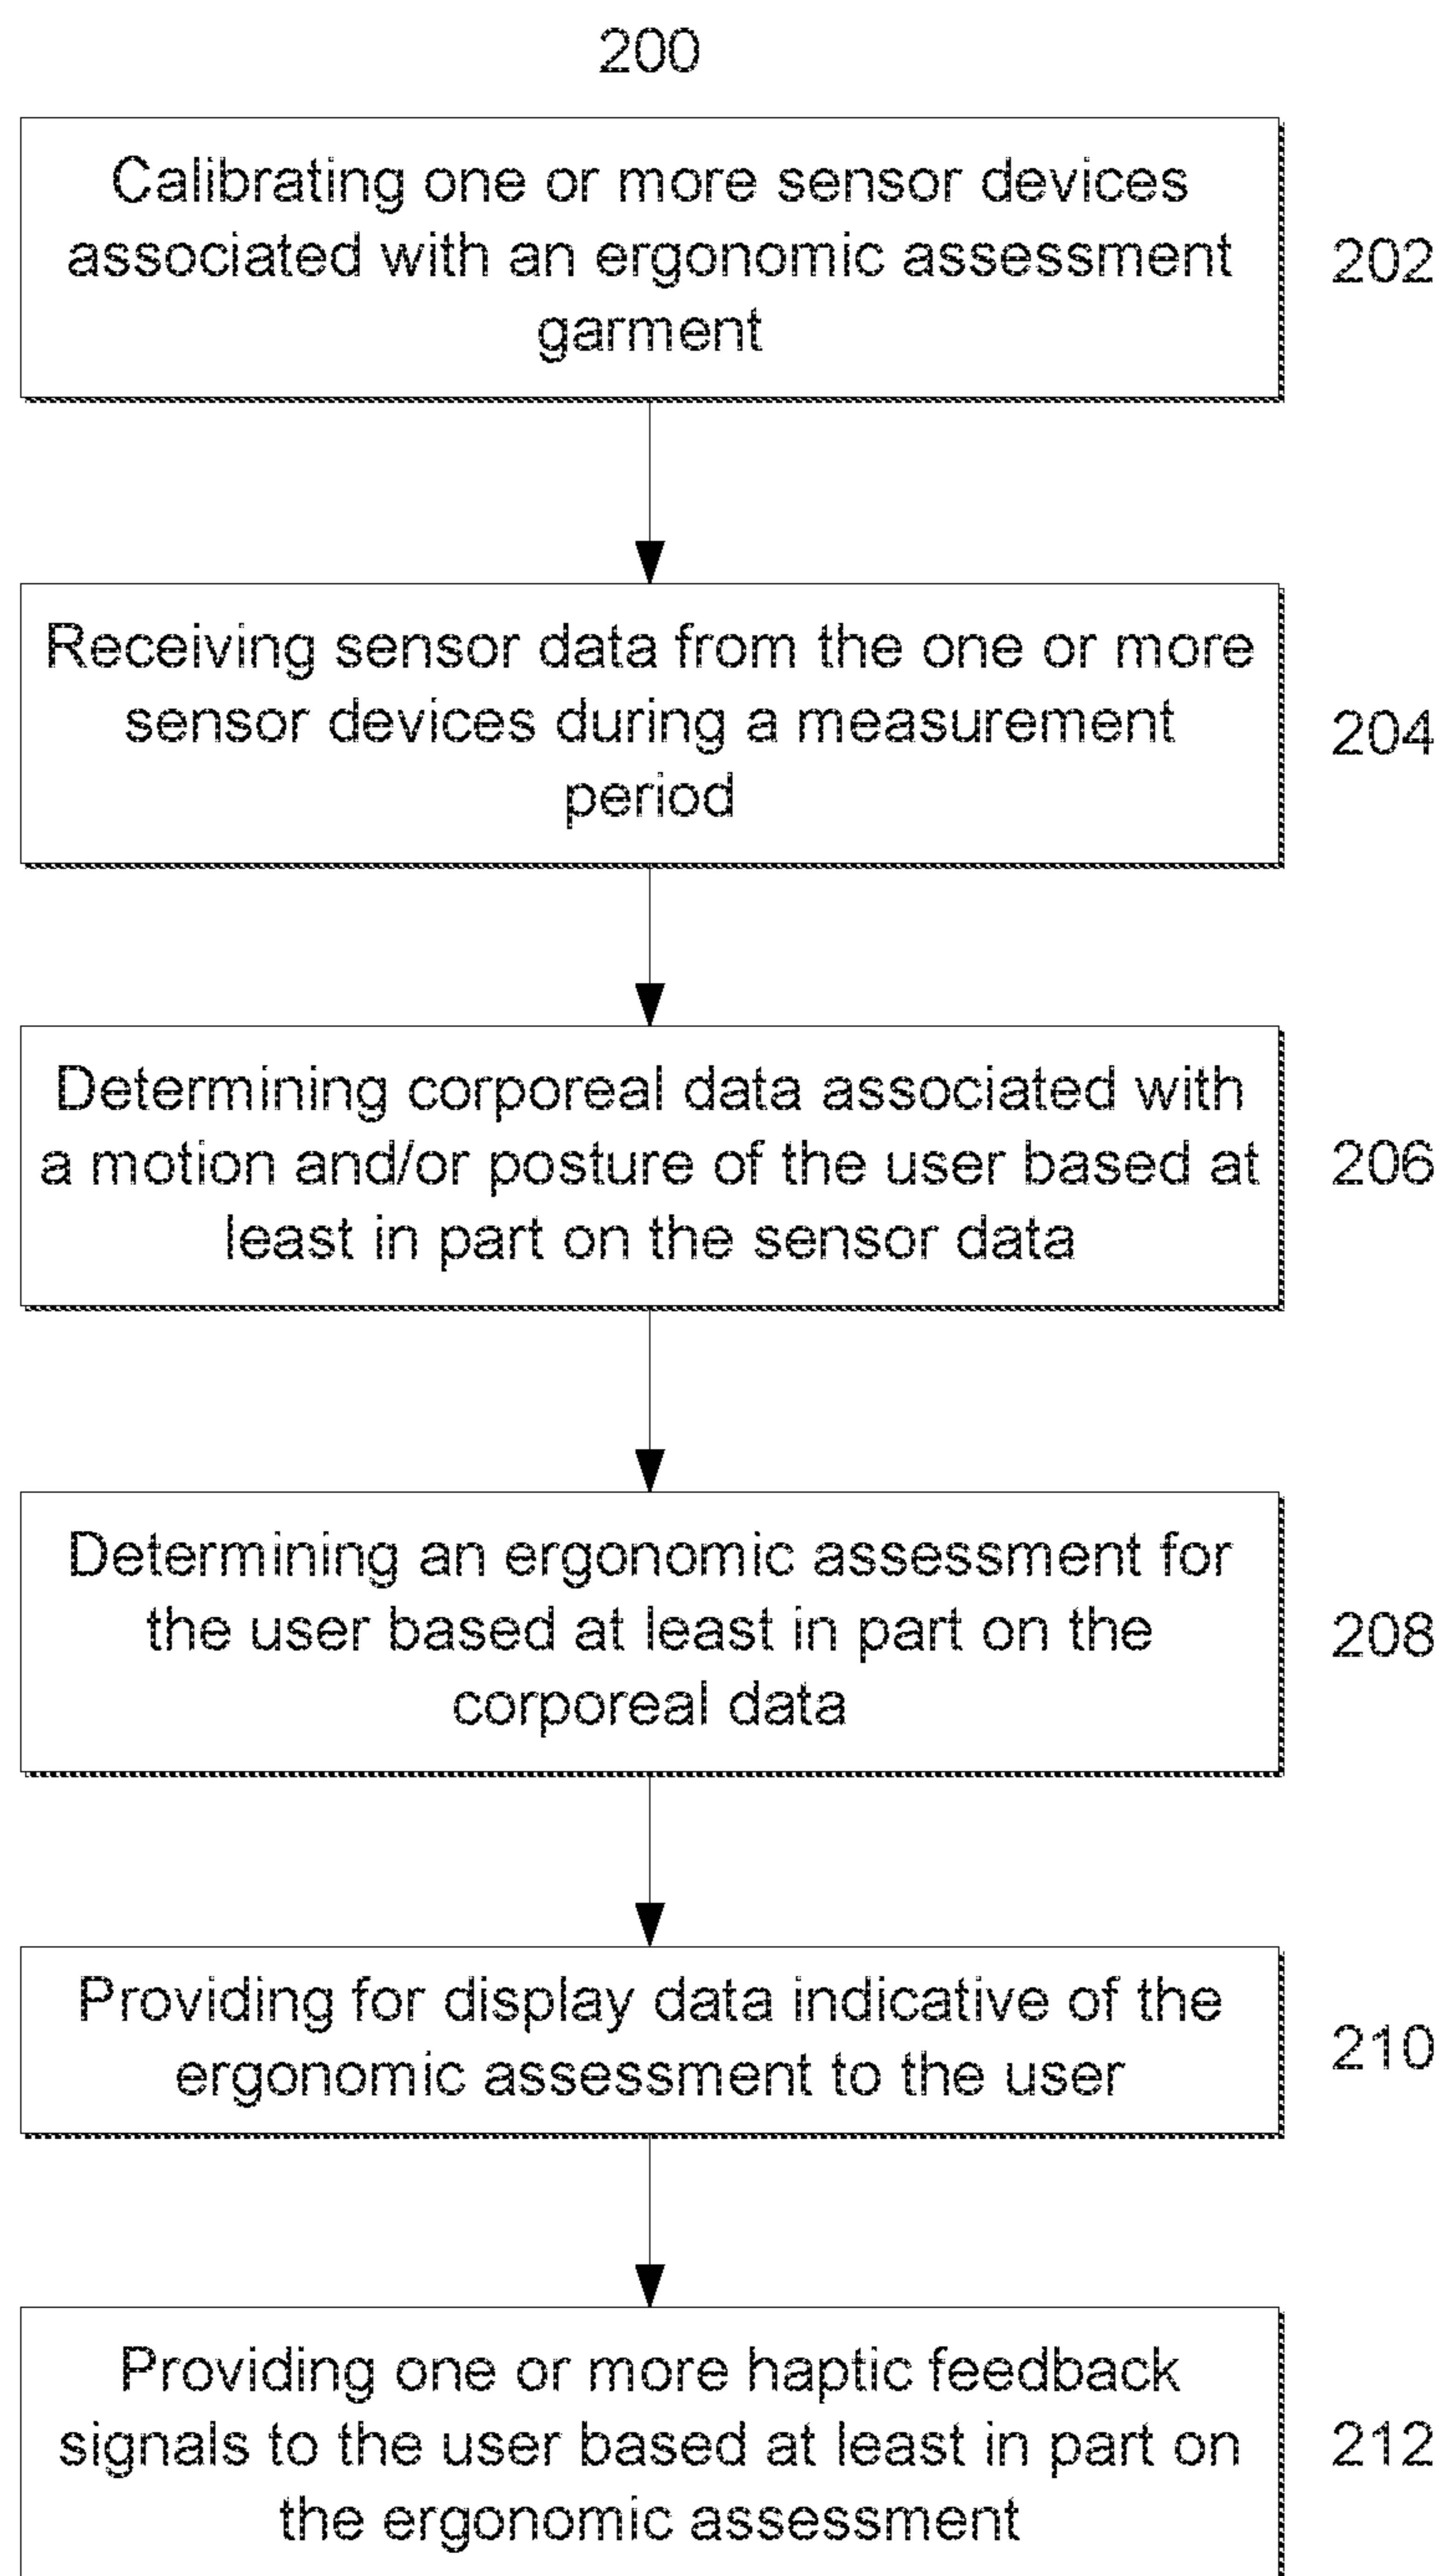 200
Calibrating one or more sensor devices
associated with an ergonomic assessment
garment
202
Receiving sensor data from the one or more
sensor devices during a measurement
period
204
Determining corporeal data associated with
a motion and/or posture of the user based at
least in part on the sensor data
206
Determining an ergonomic assessment for
the user based at least in part on the
corporeal data
208
Providing for display data indicative of the
ergonomic assessment to the user
210
Providing one or more haptic feedback
signals to the user based at least in part on
the ergonomic assessment
212